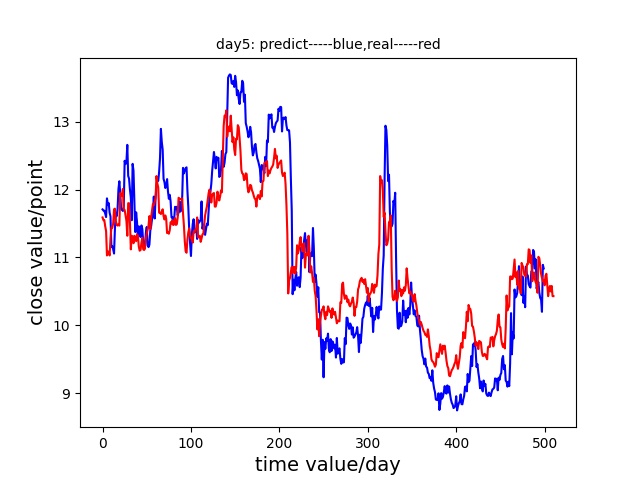 day5: predict-----blue,real-----red
13
12
11
10
9
close value/point
0 100 200 300 400 500
time value/day